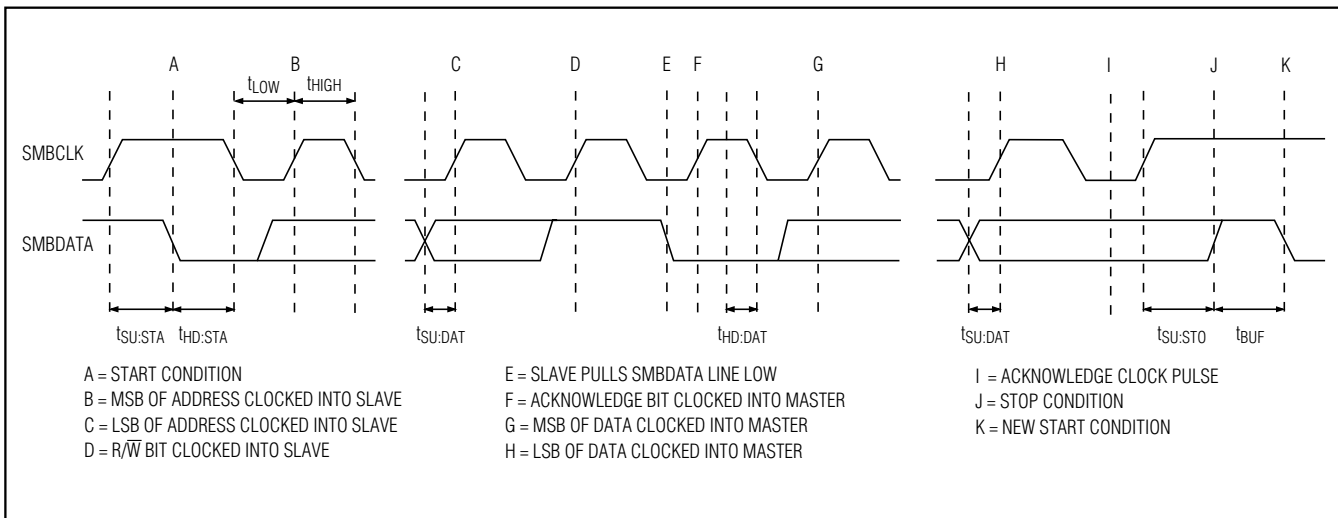 A B C D E F G H I J K
tLOW tHIGH
SMBCLK
SMBDATA
tSU:STA tHD:STA tSU:DAT tHD:DAT tSU:DAT tSU:STO tBUF
A = START CONDITION
B = MSB OF ADDRESS CLOCKED INTO SLAVE
C = LSB OF ADDRESS CLOCKED INTO SLAVE
D = R/W̅ BIT CLOCKED INTO SLAVE
E = SLAVE PULLS SMBDATA LINE LOW
F = ACKNOWLEDGE BIT CLOCKED INTO MASTER
G = MSB OF DATA CLOCKED INTO MASTER
H = LSB OF DATA CLOCKED INTO MASTER
I = ACKNOWLEDGE CLOCK PULSE
J = STOP CONDITION
K = NEW START CONDITION